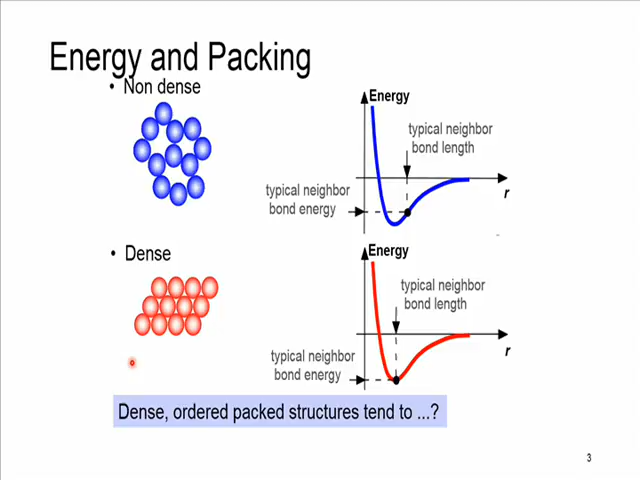 Energy and Packing
• Non dense
Energy
typical neighbor
bond length
typical neighbor
bond energy
r
• Dense
Energy
typical neighbor
bond length
typical neighbor
bond energy
r
Dense, ordered packed structures tend to ...?
3